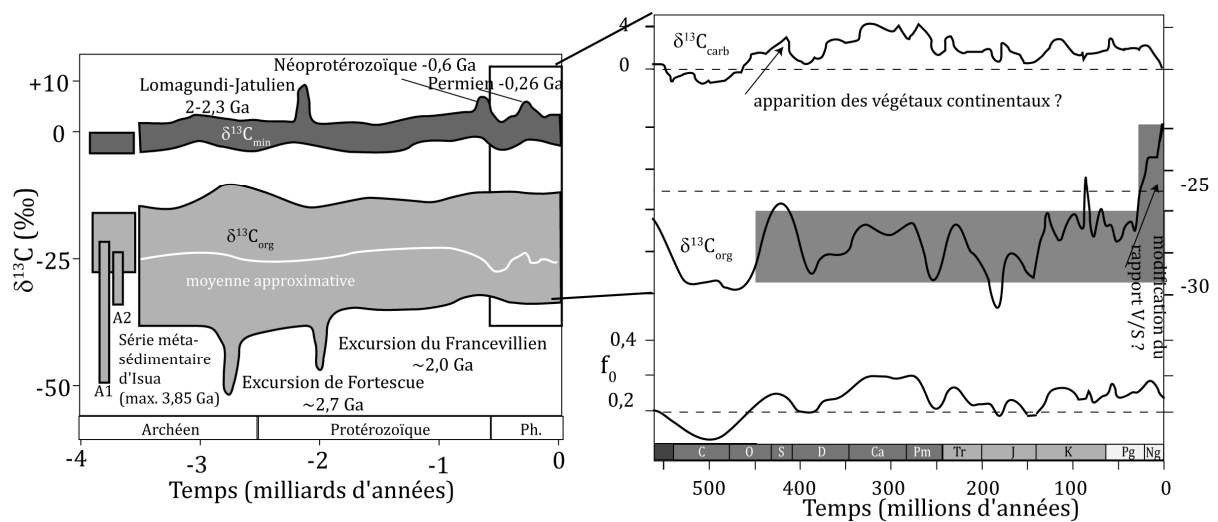 Néoprotérozoïque -0,6 Ga
Lomagundi-Jatulien
Permien -0,26 Ga
2-2,3 Ga
δ¹³Cmin
+10
0
-25
-50
δ¹³C (‰)
δ¹³Corg
moyenne approximative
A2
A1
Série méta-
sédimentaire
d'Isua
(max. 3,85 Ga)
Excursion du Francevillien
~2,0 Ga
Excursion de Fortescue
~2,7 Ga
Archéen
Protérozoïque
Ph.
-4
-3
-2
-1
0
Temps (milliards d'années)
4
0
δ¹³Ccarb
apparition des végétaux continentaux ?
-25
-30
δ¹³Corg
modification du
rapport V/S ?
0,4
f0
0,2
C
O
S
D
Ca
Pm
Tr
J
K
Pg
Ng
500
400
300
200
100
0
Temps (millions d'années)